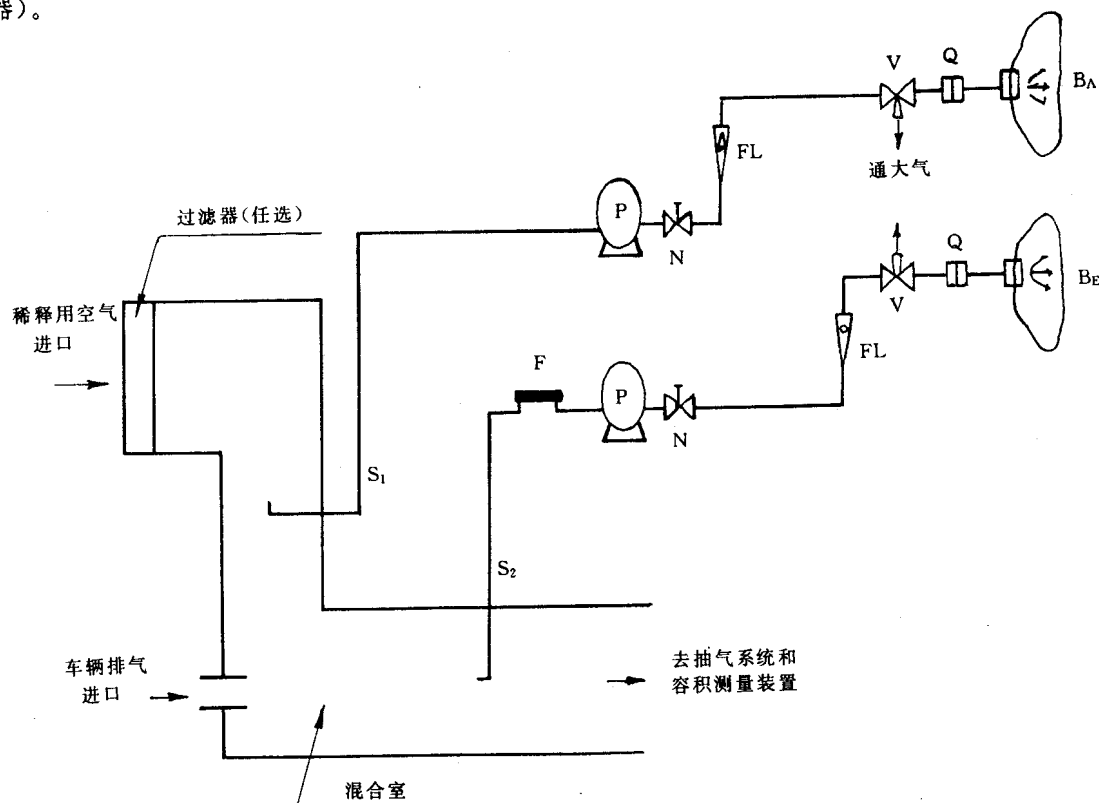 器)。
V
Q
B_A
FL
通大气
P
N
过滤器(任选)
Q
B_E
V
FL
稀释用空气
进口
F
P
N
S₁
S₂
车辆排气
进口
去抽气系统和
容积测量装置
混合室